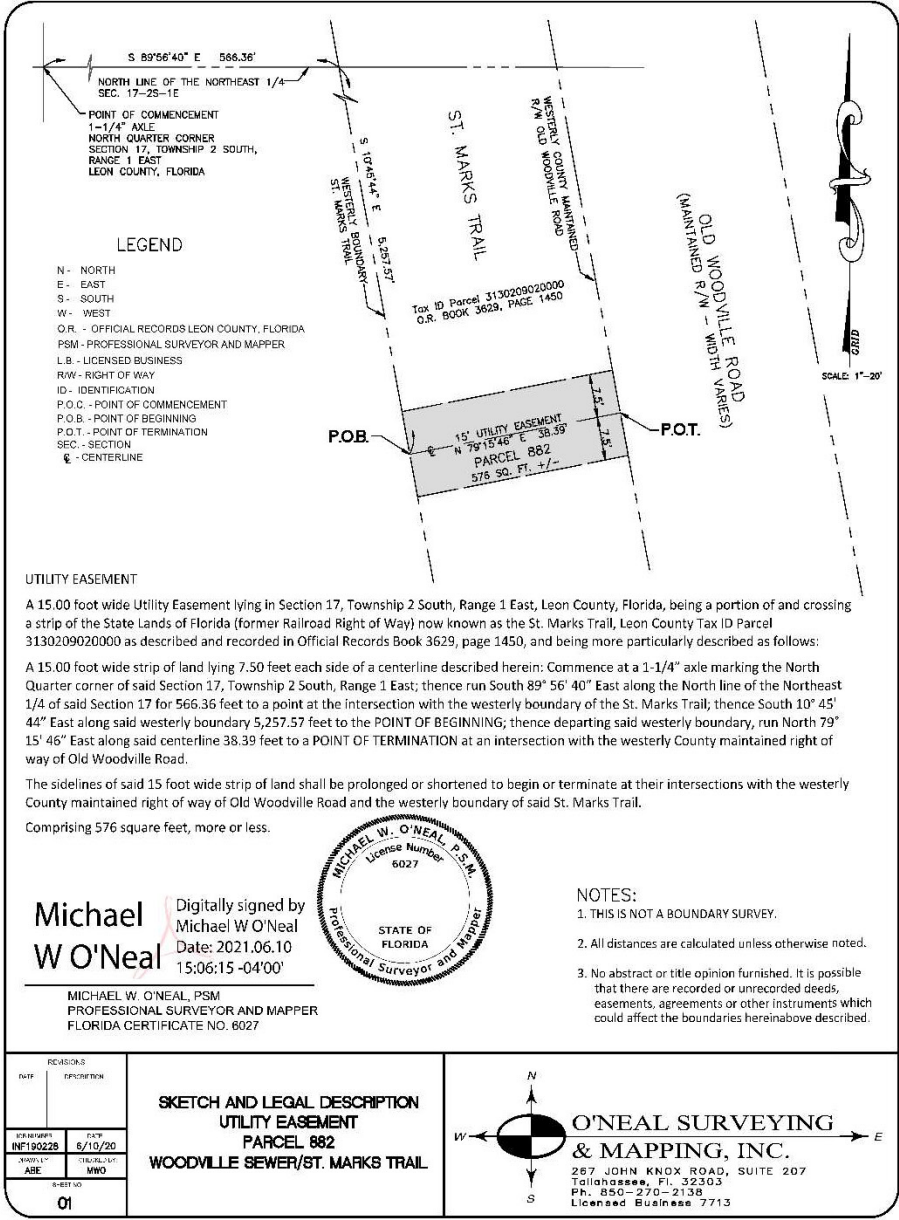 S 89°56'40" E 566.36'
NORTH LINE OF THE NORTHEAST 1/4
SEC. 17-2S-1E
POINT OF COMMENCEMENT
1-1/4" AXLE
NORTH QUARTER CORNER
SECTION 17, TOWNSHIP 2 SOUTH,
RANGE 1 EAST
LEON COUNTY, FLORIDA
S 10°45'44" E 5,257.57'
WESTERLY BOUNDARY
ST. MARKS TRAIL
ST. MARKS TRAIL
WESTERLY COUNTY MAINTAINED
R/W OLD WOODVILLE ROAD
OLD WOODVILLE ROAD
(MAINTAINED R/W - WIDTH VARIES)
GRID
SCALE: 1"-20'
LEGEND
N - NORTH
E - EAST
S - SOUTH
W - WEST
O.R. - OFFICIAL RECORDS LEON COUNTY, FLORIDA
PSM - PROFESSIONAL SURVEYOR AND MAPPER
L.B. - LICENSED BUSINESS
R/W - RIGHT OF WAY
ID - IDENTIFICATION
P.O.C. - POINT OF COMMENCEMENT
P.O.B. - POINT OF BEGINNING
P.O.T. - POINT OF TERMINATION
SEC. - SECTION
℄ - CENTERLINE
Tax ID Parcel 3130209020000
O.R. BOOK 3629, PAGE 1450
P.O.B.
15' UTILITY EASEMENT
℄ N 79°15'46" E 38.39'
PARCEL 882
576 SQ. FT. +/-
7.5'
7.5'
P.O.T.
UTILITY EASEMENT
A 15.00 foot wide Utility Easement lying in Section 17, Township 2 South, Range 1 East, Leon County, Florida, being a portion of and crossing
a strip of the State Lands of Florida (former Railroad Right of Way) now known as the St. Marks Trail, Leon County Tax ID Parcel
3130209020000 as described and recorded in Official Records Book 3629, page 1450, and being more particularly described as follows:
A 15.00 foot wide strip of land lying 7.50 feet each side of a centerline described herein: Commence at a 1-1/4" axle marking the North
Quarter corner of said Section 17, Township 2 South, Range 1 East; thence run South 89° 56' 40" East along the North line of the Northeast
1/4 of said Section 17 for 566.36 feet to a point at the intersection with the westerly boundary of the St. Marks Trail; thence South 10° 45'
44" East along said westerly boundary 5,257.57 feet to the POINT OF BEGINNING; thence departing said westerly boundary, run North 79°
15' 46" East along said centerline 38.39 feet to a POINT OF TERMINATION at an intersection with the westerly County maintained right of
way of Old Woodville Road.
The sidelines of said 15 foot wide strip of land shall be prolonged or shortened to begin or terminate at their intersections with the westerly
County maintained right of way of Old Woodville Road and the westerly boundary of said St. Marks Trail.
Comprising 576 square feet, more or less.
Michael
W O'Neal
Digitally signed by
Michael W O'Neal
Date: 2021.06.10
15:06:15 -04'00'
MICHAEL W. O'NEAL, PSM
PROFESSIONAL SURVEYOR AND MAPPER
FLORIDA CERTIFICATE NO. 6027
MICHAEL W. O'NEAL, P.S.M.
License Number
6027
STATE OF
FLORIDA
Professional Surveyor and Mapper
NOTES:
1. THIS IS NOT A BOUNDARY SURVEY.
2. All distances are calculated unless otherwise noted.
3. No abstract or title opinion furnished. It is possible
that there are recorded or unrecorded deeds,
easements, agreements or other instruments which
could affect the boundaries hereinabove described.
REVISIONS
DATE DESCRIPTION
JOB NUMBER DATE
INF190226 6/10/20
DRAWN BY CHECKED BY:
ABE MWO
SHEET NO.
01
SKETCH AND LEGAL DESCRIPTION
UTILITY EASEMENT
PARCEL 882
WOODVILLE SEWER/ST. MARKS TRAIL
N
W
E
S
O'NEAL SURVEYING
& MAPPING, INC.
267 JOHN KNOX ROAD, SUITE 207
Tallahassee, Fl. 32303
Ph. 850-270-2138
Licensed Business 7713